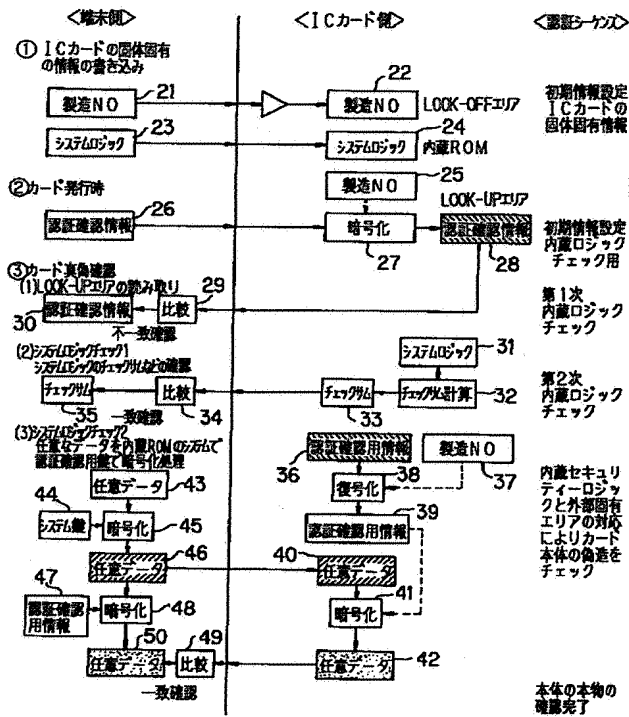 <端末側>
<ICカード側>
<認証シーケンス>
① ICカードの固体固有
の情報の書き込み
21
22
製造NO
製造NO
LOOK-OFFエリア
初期情報設定
ICカードの
固体固有情報
23
24
システムロジック
システムロジック
内蔵ROM
25
製造NO
②カード発行時
LOOK-UPエリア
26
認証確認情報
暗号化
認証確認情報
27
28
初期情報設定
内蔵ロジック
チェック用
③カード真偽確認
(1)LOOK-UPエリアの読み取り
29
30
認証確認情報
比較
不一致確認
第1次
内蔵ロジック
チェック
(2)システムロジックチェック1
システムロジックのチェックサムなどの確認
31
システムロジック
チェックサム
比較
チェックサム
チェックサム計算
32
35
34
33
一致確認
第2次
内蔵ロジック
チェック
(3)システムロジックチェック2
任意なデータを内蔵ROMのシステムで
認証確認用鍵で暗号化処理
認証確認用情報
製造NO
36
38
37
任意データ
43
復号化
44
39
システム鍵
暗号化
45
認証確認用情報
内蔵セキュリ
ティーロジッ
クと外部固有
エリアの対応
によりカード
本体の偽造を
チェック
46
40
任意データ
任意データ
47
41
認証確認
用情報
暗号化
48
暗号化
50
49
任意データ
比較
任意データ
42
一致確認
本体の本物の
確認完了